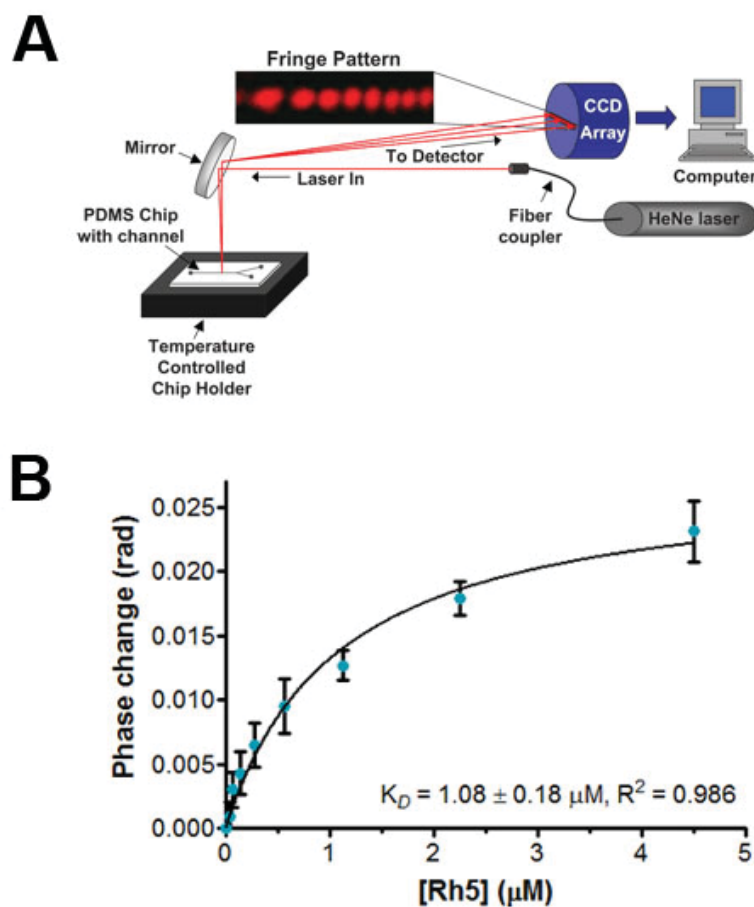 A
Fringe Pattern
Mirror
CCD
Array
To Detector
Laser In
Computer
PDMS Chip
with channel
Fiber
coupler
HeNe laser
Temperature
Controlled
Chip Holder
B
Phase change (rad)
0.025
0.020
0.015
0.010
0.005
0.000
K_D = 1.08 ± 0.18 µM, R² = 0.986
0 1 2 3 4 5
[Rh5] (µM)